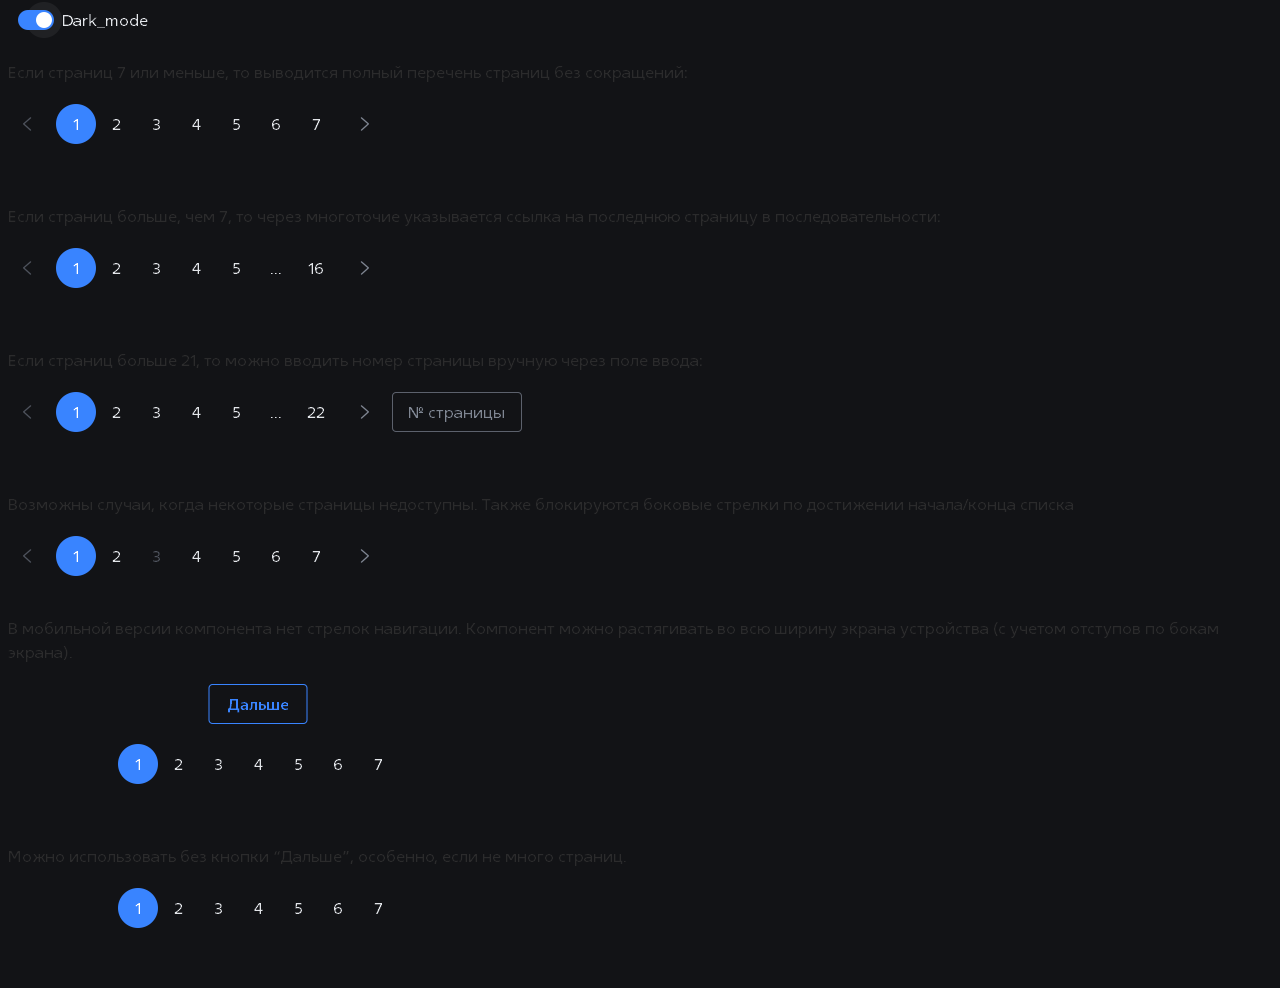 Dark_mode
Если страниц 7 или меньше, то выводится полный перечень страниц без сокращений:
1 2 3 4 5 6 7
Если страниц больше, чем 7, то через многоточие указывается ссылка на последнюю страницу в последовательности:
1 2 3 4 5 ... 16
Если страниц больше 21, то можно вводить номер страницы вручную через поле ввода:
1 2 3 4 5 ... 22 № страницы
Возможны случаи, когда некоторые страницы недоступны. Также блокируются боковые стрелки по достижении начала/конца списка
1 2 3 4 5 6 7
В мобильной версии компонента нет стрелок навигации. Компонент можно растягивать во всю ширину экрана устройства (с учетом отступов по бокам
экрана).
Дальше
1 2 3 4 5 6 7
Можно использовать без кнопки “Дальше”, особенно, если не много страниц.
1 2 3 4 5 6 7